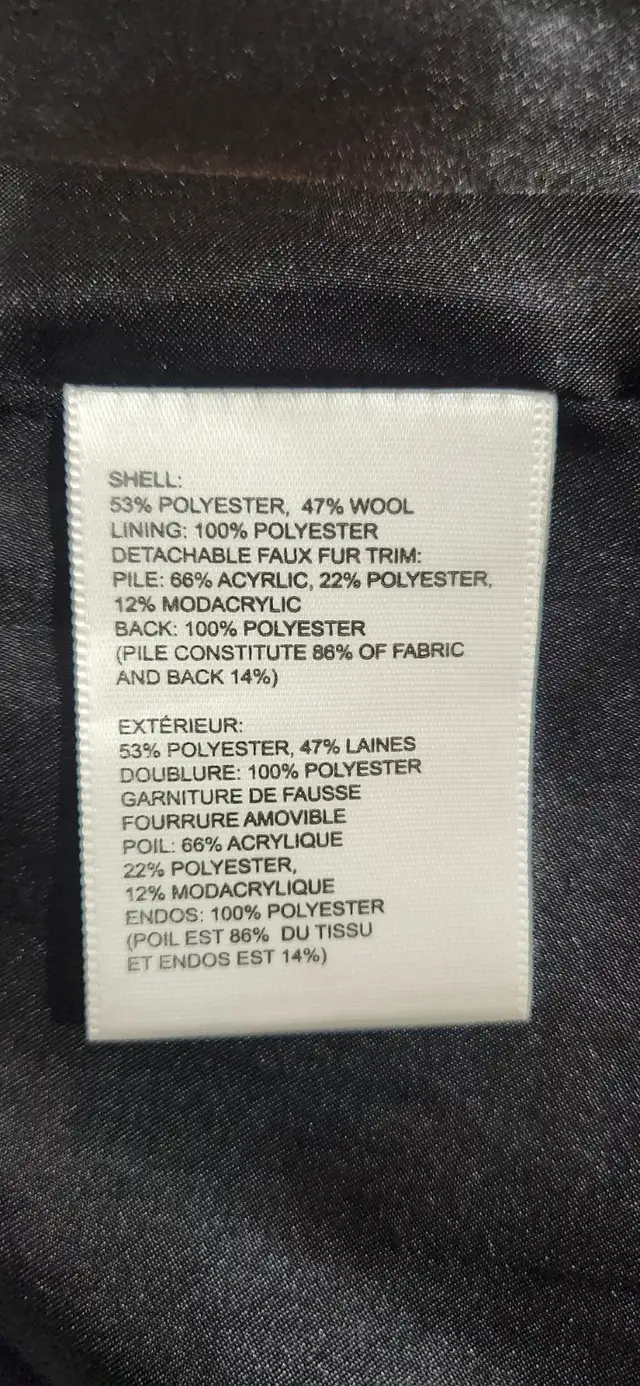 SHELL:
53% POLYESTER, 47% WOOL
LINING: 100% POLYESTER
DETACHABLE FAUX FUR TRIM:
PILE: 66% ACYRLIC, 22% POLYESTER,
12% MODACRYLIC
BACK: 100% POLYESTER
(PILE CONSTITUTE 86% OF FABRIC
AND BACK 14%)
EXTÉRIEUR:
53% POLYESTER, 47% LAINES
DOUBLURE: 100% POLYESTER
GARNITURE DE FAUSSE
FOURRURE AMOVIBLE
POIL: 66% ACRYLIQUE
22% POLYESTER,
12% MODACRYLIQUE
ENDOS: 100% POLYESTER
(POIL EST 86% DU TISSU
ET ENDOS EST 14%)